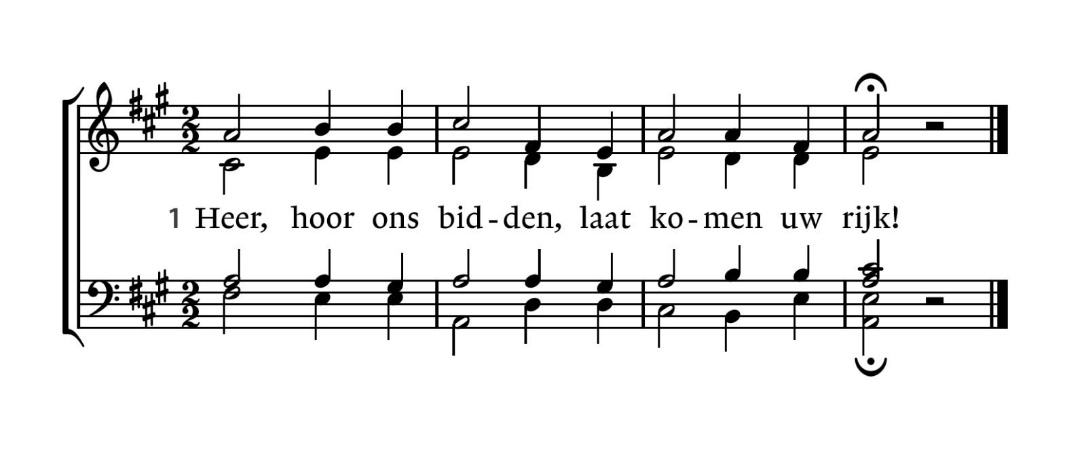 1 Heer, hoor ons bid - den, laat ko - men uw rijk!